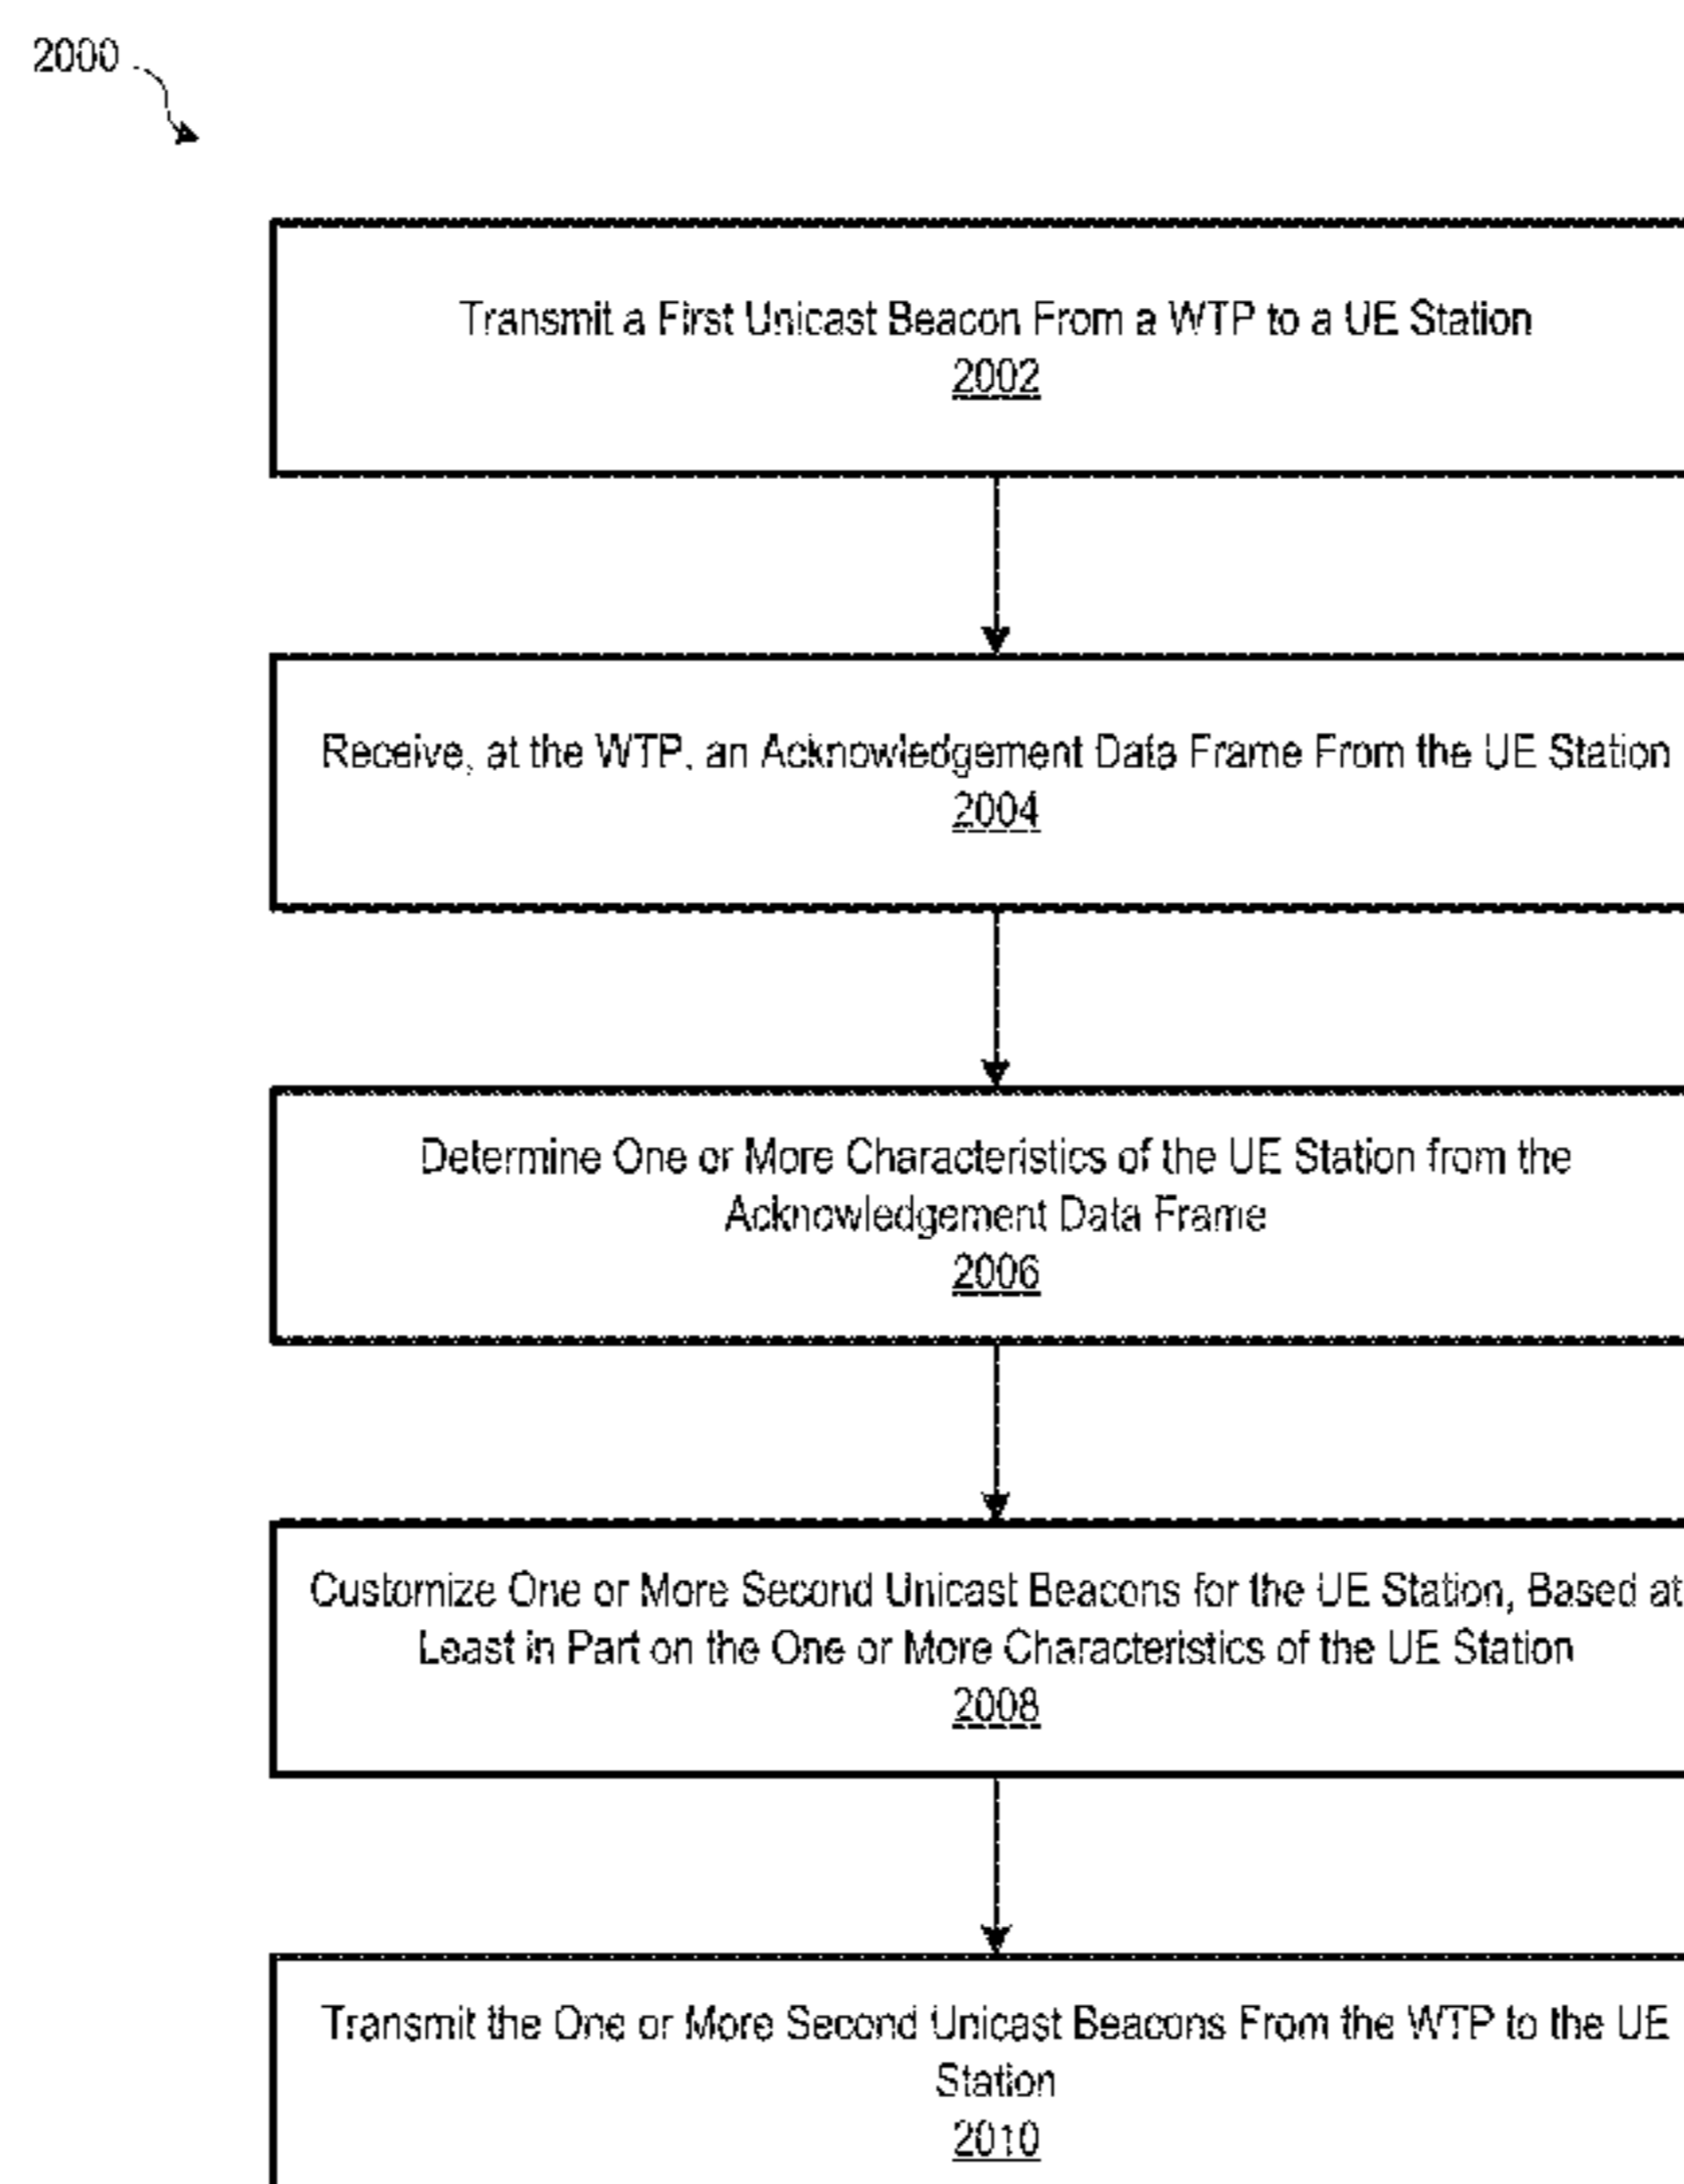 2000
Transmit a First Unicast Beacon From a WTP to a UE Station
2002
Receive, at the WTP, an Acknowledgement Data Frame From the UE Station
2004
Determine One or More Characteristics of the UE Station from the
Acknowledgement Data Frame
2006
Customize One or More Second Unicast Beacons for the UE Station, Based at
Least in Part on the One or More Characteristics of the UE Station
2008
Transmit the One or More Second Unicast Beacons From the WTP to the UE
Station
2010